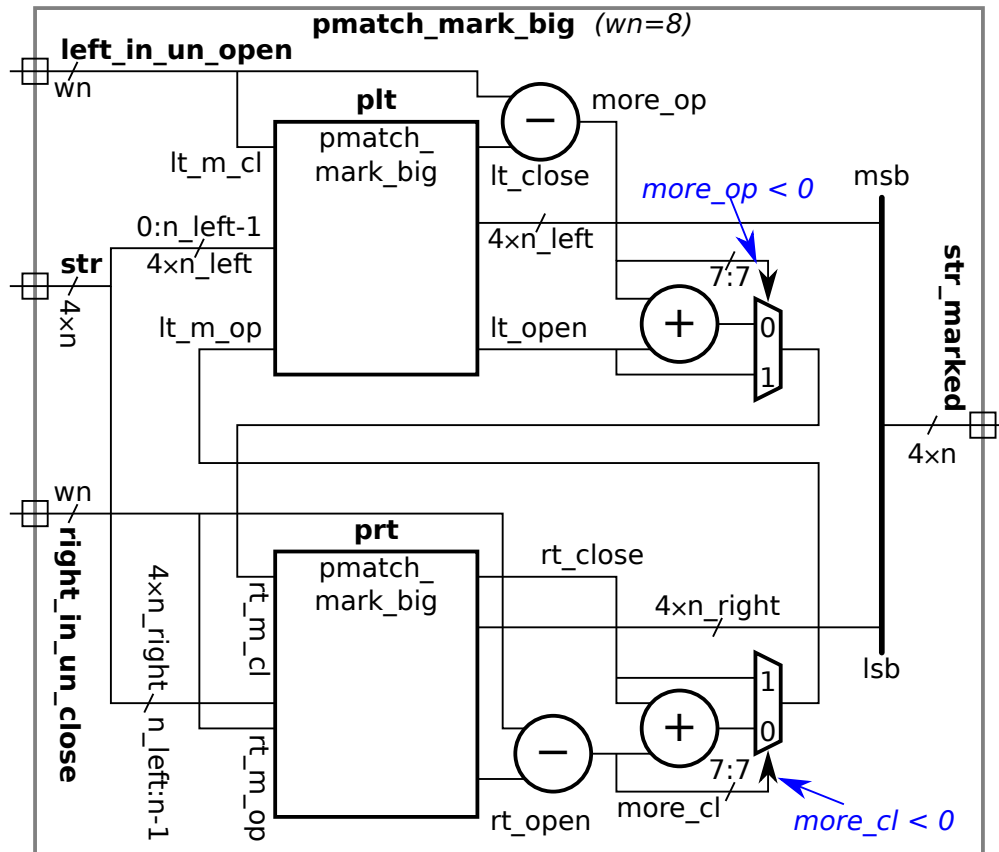 pmatch_mark_big (wn=8)
left_in_un_open
wn
plt
more_op
pmatch_
mark_big
lt_m_cl
lt_close
more_op < 0
msb
0:n_left-1
4×n_left
4×n_left
str
4×n
7:7
str_marked
lt_m_op
lt_open
+
0
1
4×n
wn
right_in_un_close
prt
pmatch_
mark_big
rt_close
4×n_right
4×n_right
n_left:n-1
rt_m_cl
rt_m_op
lsb
1
0
+
−
−
7:7
more_cl
rt_open
more_cl < 0